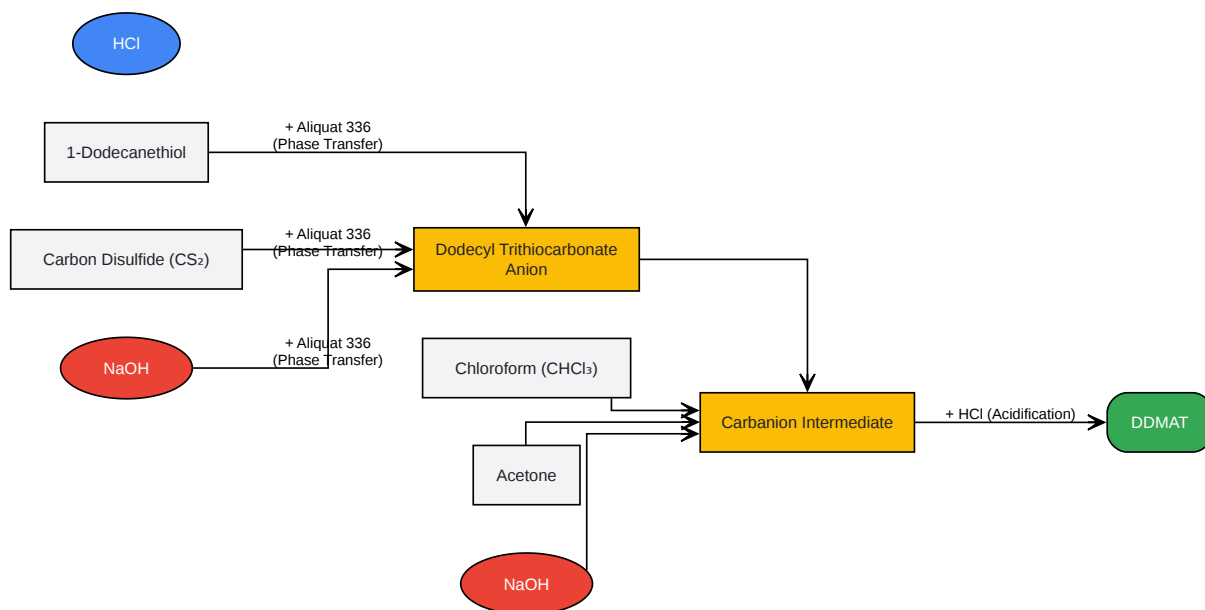 HCl
1-Dodecanethiol
+ Aliquat 336
(Phase Transfer)
Carbon Disulfide (CS₂)
+ Aliquat 336
(Phase Transfer)
Dodecyl Trithiocarbonate
Anion
NaOH
+ Aliquat 336
(Phase Transfer)
Chloroform (CHCl₃)
Carbanion Intermediate
+ HCl (Acidification)
DDMAT
Acetone
NaOH